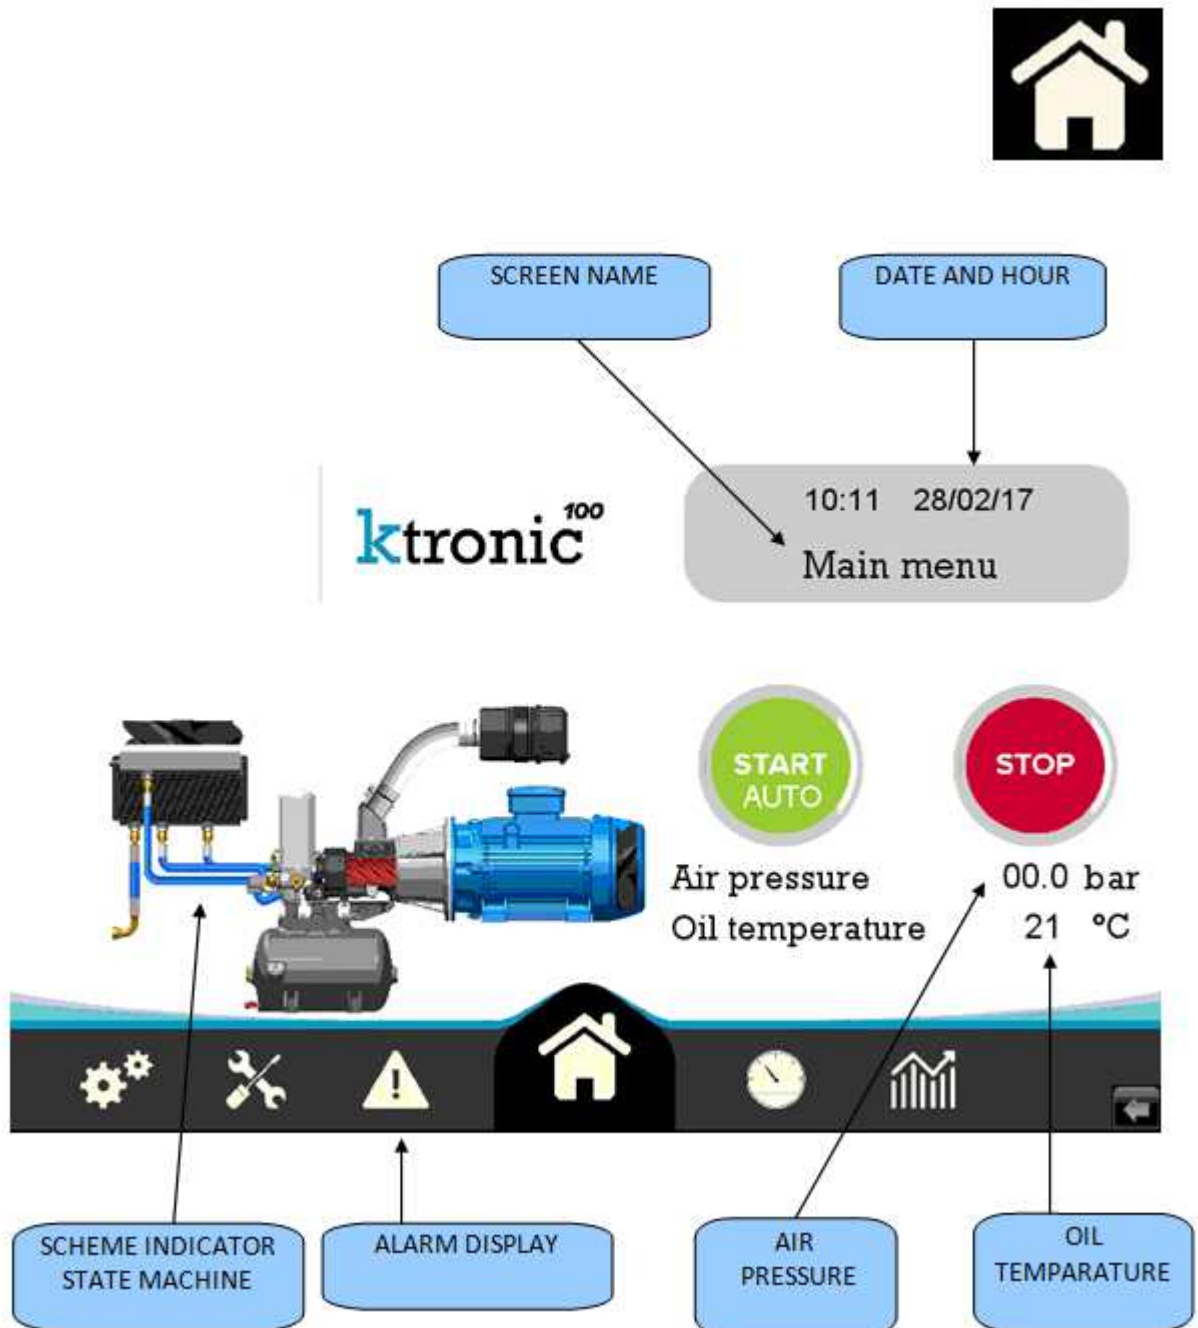 SCREEN NAME
DATE AND HOUR
ktronic 100
10:11 28/02/17
Main menu
START
AUTO
STOP
Air pressure 00.0 bar
Oil temperature 21 °C
SCHEME INDICATOR
STATE MACHINE
ALARM DISPLAY
AIR
PRESSURE
OIL
TEMPARATURE